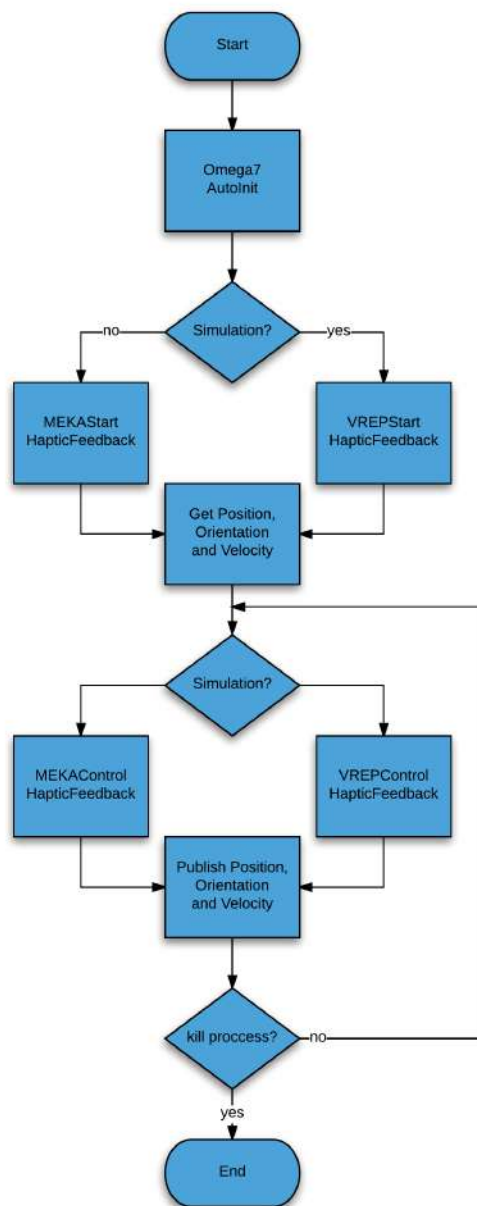 Start
Omega7
AutoInit
Simulation?
no
yes
MEKAStart
HapticFeedback
VREPStart
HapticFeedback
Get Position,
Orientation
and Velocity
Simulation?
MEKAControl
HapticFeedback
VREPControl
HapticFeedback
Publish Position,
Orientation
and Velocity
kill proccess?
no
yes
End